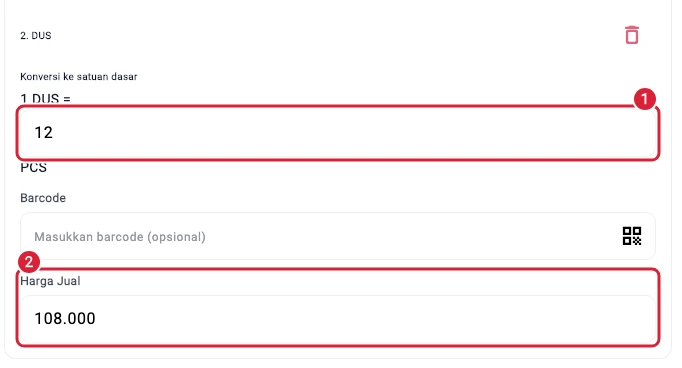 2. DUS
Konversi ke satuan dasar
1 DUS =
1
12
PCS
Barcode
Masukkan barcode (opsional)
2
Harga Jual
108.000